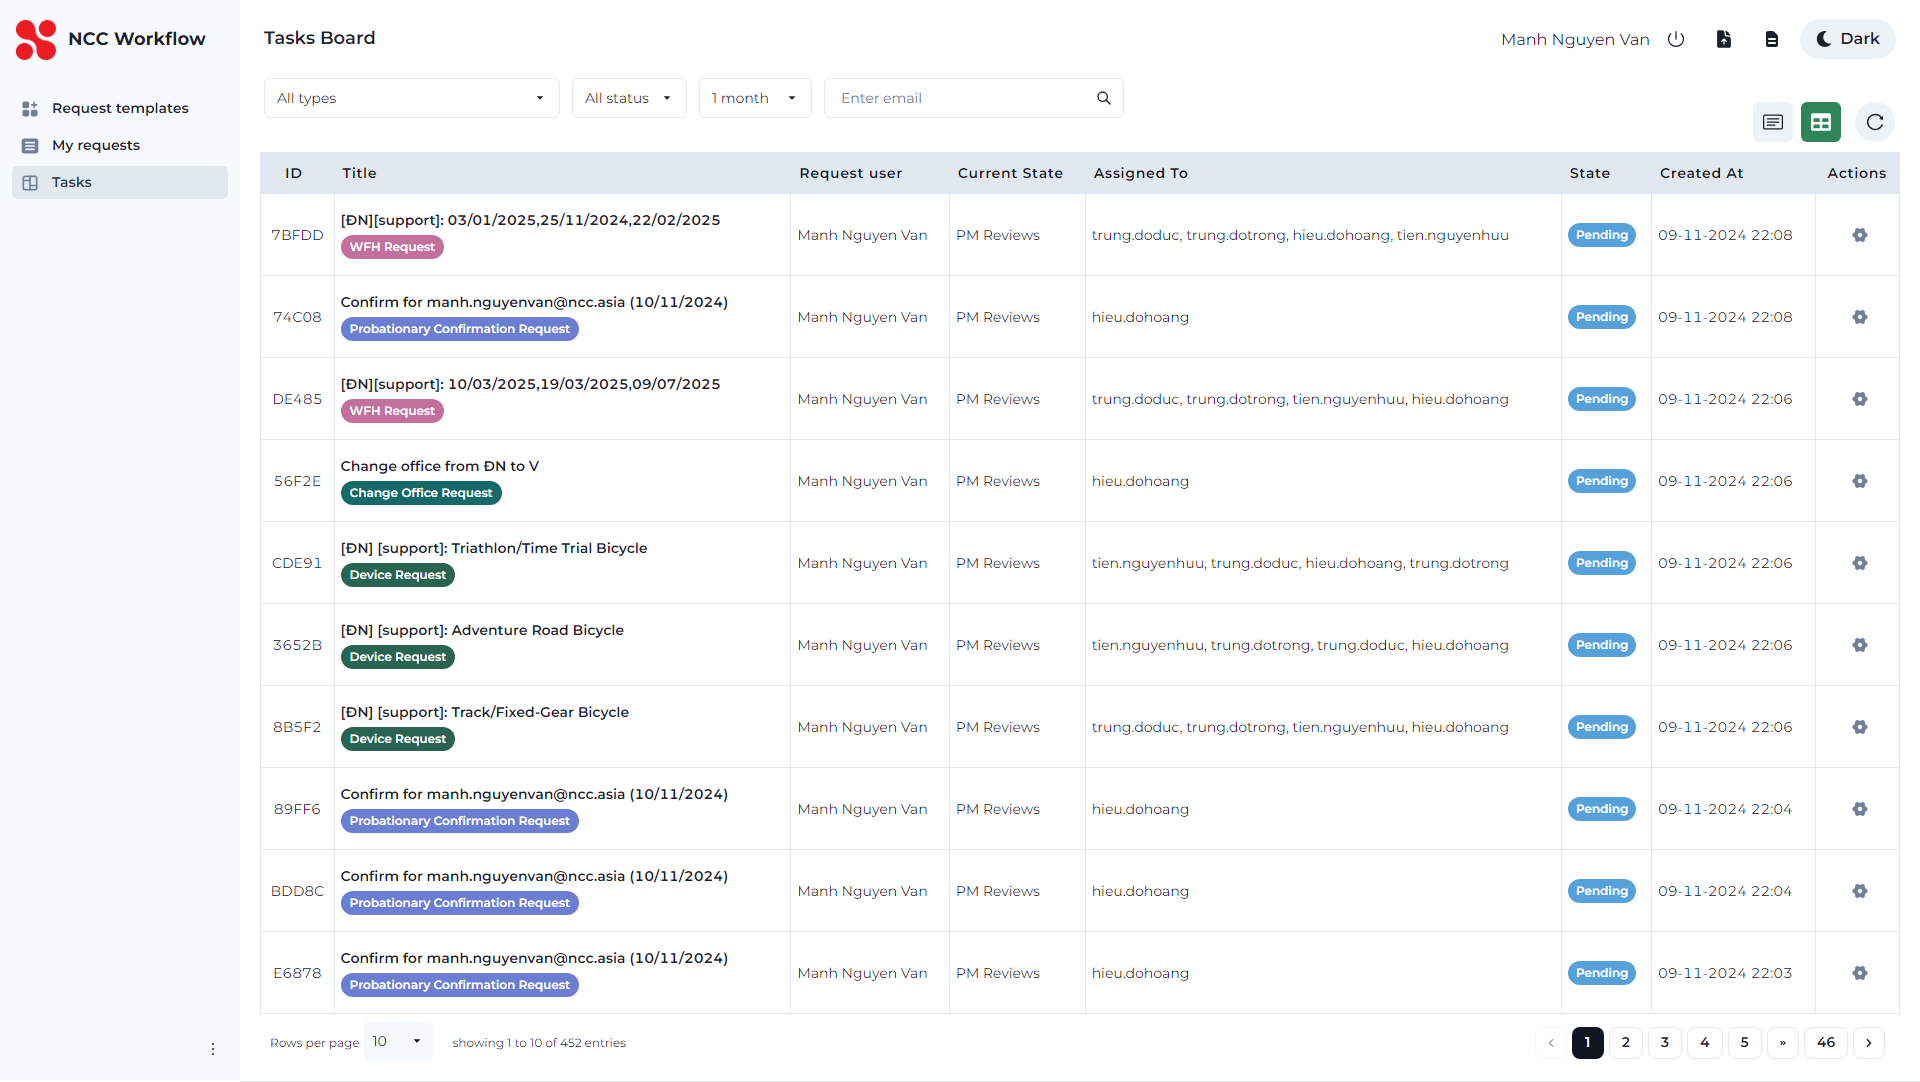 NCC Workflow
Request templates
My requests
Tasks
Tasks Board
Manh Nguyen Van
Dark
All types
All status
1 month
Enter email
ID Title Request user Current State Assigned To State Created At Actions
7BFDD [ĐN][support]: 03/01/2025,25/11/2024,22/02/2025 WFH Request Manh Nguyen Van PM Reviews trung.doduc, trung.dotrong, hieu.dohoang, tien.nguyenhuu Pending 09-11-2024 22:08
74C08 Confirm for manh.nguyenvan@ncc.asia (10/11/2024) Probationary Confirmation Request Manh Nguyen Van PM Reviews hieu.dohoang Pending 09-11-2024 22:08
DE485 [ĐN][support]: 10/03/2025,19/03/2025,09/07/2025 WFH Request Manh Nguyen Van PM Reviews trung.doduc, trung.dotrong, tien.nguyenhuu, hieu.dohoang Pending 09-11-2024 22:06
56F2E Change office from ĐN to V Change Office Request Manh Nguyen Van PM Reviews hieu.dohoang Pending 09-11-2024 22:06
CDE91 [ĐN] [support]: Triathlon/Time Trial Bicycle Device Request Manh Nguyen Van PM Reviews tien.nguyenhuu, trung.doduc, hieu.dohoang, trung.dotrong Pending 09-11-2024 22:06
3652B [ĐN] [support]: Adventure Road Bicycle Device Request Manh Nguyen Van PM Reviews tien.nguyenhuu, trung.dotrong, trung.doduc, hieu.dohoang Pending 09-11-2024 22:06
8B5F2 [ĐN] [support]: Track/Fixed-Gear Bicycle Device Request Manh Nguyen Van PM Reviews trung.doduc, trung.dotrong, tien.nguyenhuu, hieu.dohoang Pending 09-11-2024 22:06
89FF6 Confirm for manh.nguyenvan@ncc.asia (10/11/2024) Probationary Confirmation Request Manh Nguyen Van PM Reviews hieu.dohoang Pending 09-11-2024 22:04
BDD8C Confirm for manh.nguyenvan@ncc.asia (10/11/2024) Probationary Confirmation Request Manh Nguyen Van PM Reviews hieu.dohoang Pending 09-11-2024 22:04
E6878 Confirm for manh.nguyenvan@ncc.asia (10/11/2024) Probationary Confirmation Request Manh Nguyen Van PM Reviews hieu.dohoang Pending 09-11-2024 22:03
Rows per page 10 showing 1 to 10 of 452 entries
‹ 1 2 3 4 5 » 46 ›